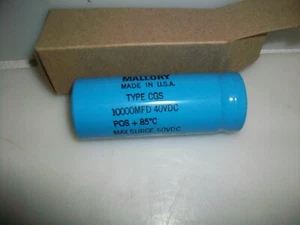 MALLORY
MADE IN U.S.A.
TYPE CGS
10000MFD 40VDC
POS + 85°C
MAX SURGE 50VDC